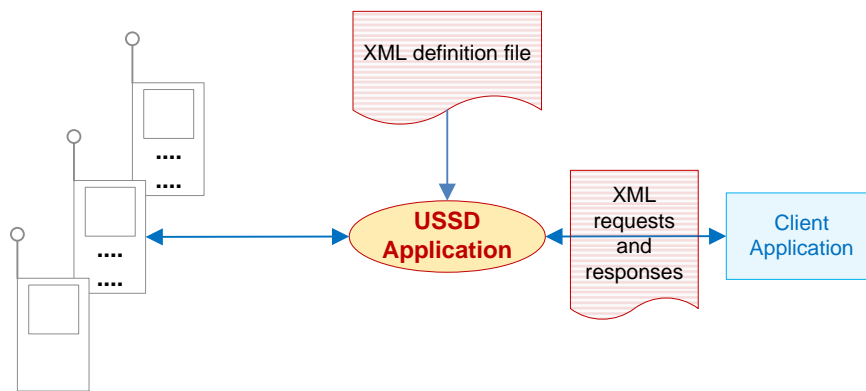 XML definition file
....
....
....
....
USSD
Application
XML
requests
and
responses
Client
Application